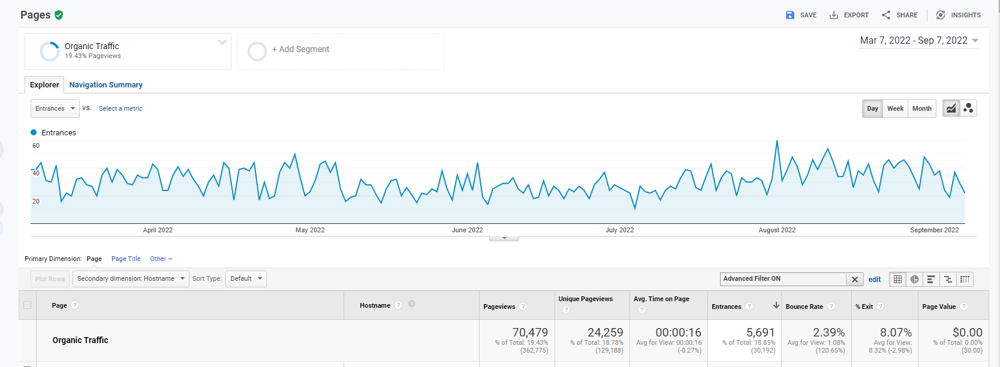 Pages
SAVE
EXPORT
SHARE
INSIGHTS
Organic Traffic
19.43% Pageviews
+ Add Segment
Mar 7, 2022 - Sep 7, 2022
Explorer
Navigation Summary
Entrances
VS.
Select a metric
Day
Week
Month
Entrances
60
40
20
April 2022
May 2022
June 2022
July 2022
August 2022
September 2022
Primary Dimension:
Page
Page Title
Other
Plot Rows
Secondary dimension: Hostname
Sort Type:
Default
Advanced Filter ON
edit
Page ?
Hostname ?
Pageviews ?
Unique Pageviews
?
Avg. Time on Page
?
Entrances ?
Bounce Rate ?
% Exit ?
Page Value ?
Organic Traffic
70,479
% of Total: 19.43%
(362,775)
24,259
% of Total: 18.78%
(129,188)
00:00:16
Avg for View: 00:00:16
(-0.27%)
5,691
% of Total: 18.85%
(30,192)
2.39%
Avg for View: 1.08%
(120.65%)
8.07%
Avg for View:
8.32% (-2.98%)
$0.00
% of Total: 0.00%
($0.00)